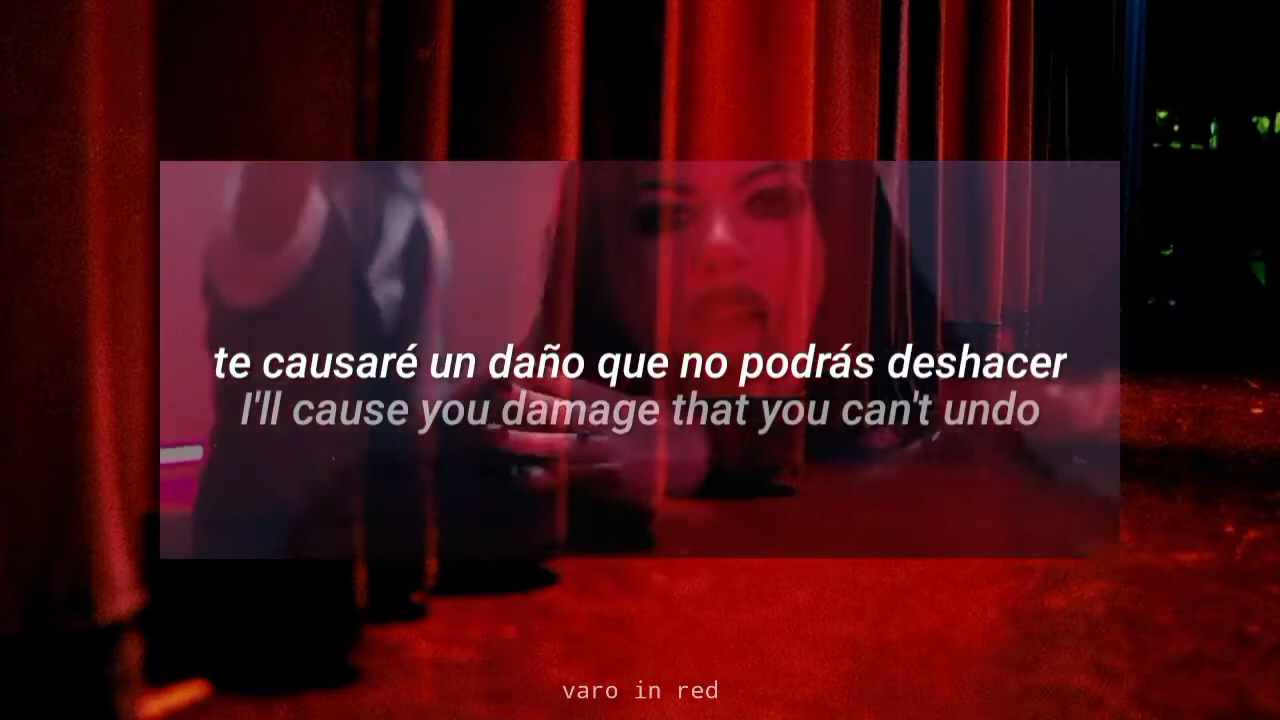 te causaré un daño que no podrás deshacer
I'll cause you damage that you can't undo
varo in red